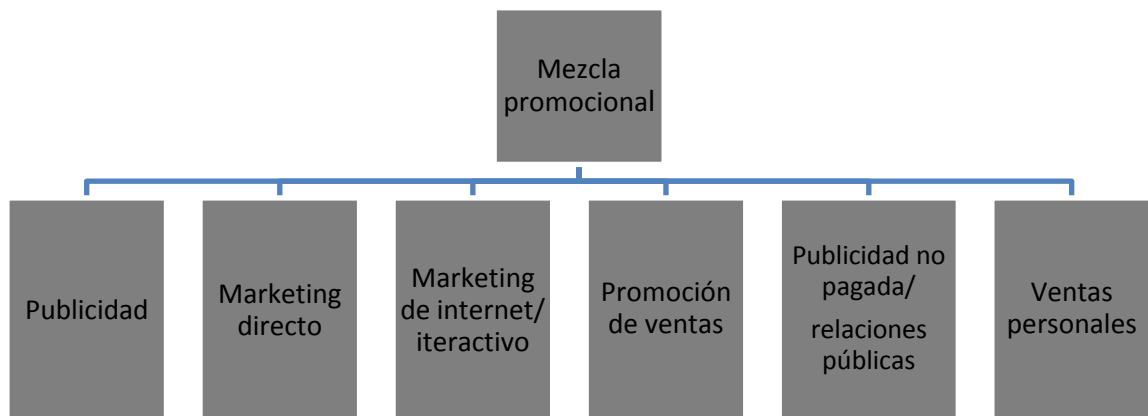 Mezcla
promocional
Publicidad
Marketing
directo
Marketing
de internet/
iteractivo
Promoción
de ventas
Publicidad no
pagada/
relaciones
públicas
Ventas
personales